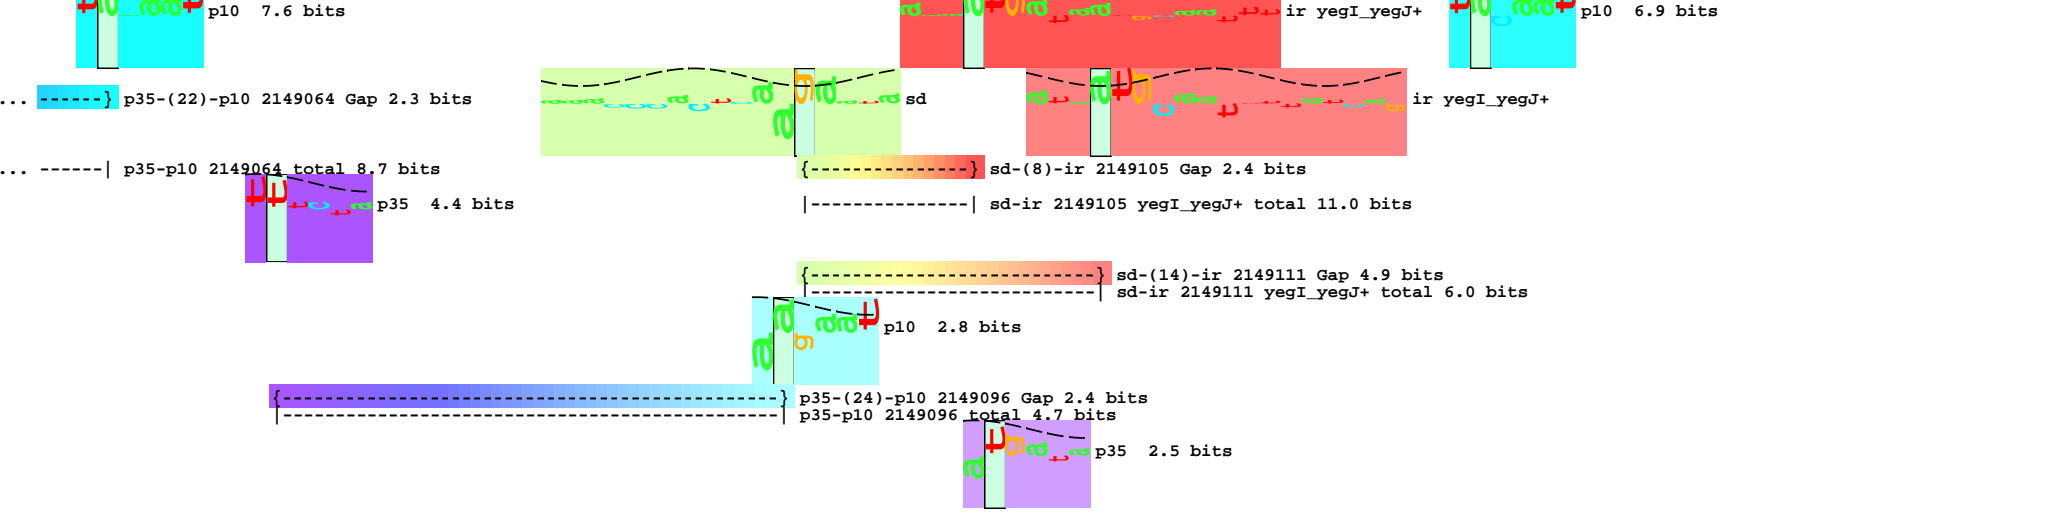 p10 7.6 bits
ir yegI_yegJ+
p10 6.9 bits
... ------} p35-(22)-p10 2149064 Gap 2.3 bits
sd
ir yegI_yegJ+
... ------| p35-p10 2149064 total 8.7 bits
{---------------} sd-(8)-ir 2149105 Gap 2.4 bits
p35 4.4 bits
|---------------| sd-ir 2149105 yegI_yegJ+ total 11.0 bits
{---------------------------} sd-(14)-ir 2149111 Gap 4.9 bits
|---------------------------| sd-ir 2149111 yegI_yegJ+ total 6.0 bits
p10 2.8 bits
{-----------------------------------------------} p35-(24)-p10 2149096 Gap 2.4 bits
|-----------------------------------------------| p35-p10 2149096 total 4.7 bits
p35 2.5 bits